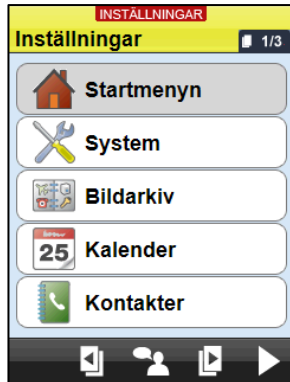 INSTÄLLNINGAR
Inställningar 1/3
Startmenyn
System
Bildarkiv
25 Kalender
Kontakter